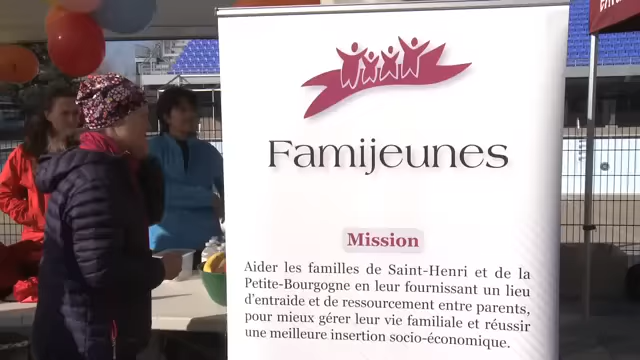 Famijeunes
Mission
Aider les familles de Saint-Henri et de la
Petite-Bourgogne en leur fournissant un lieu
d'entraide et de ressourcement entre parents,
pour mieux gérer leur vie familiale et réussir
une meilleure insertion socio-économique.